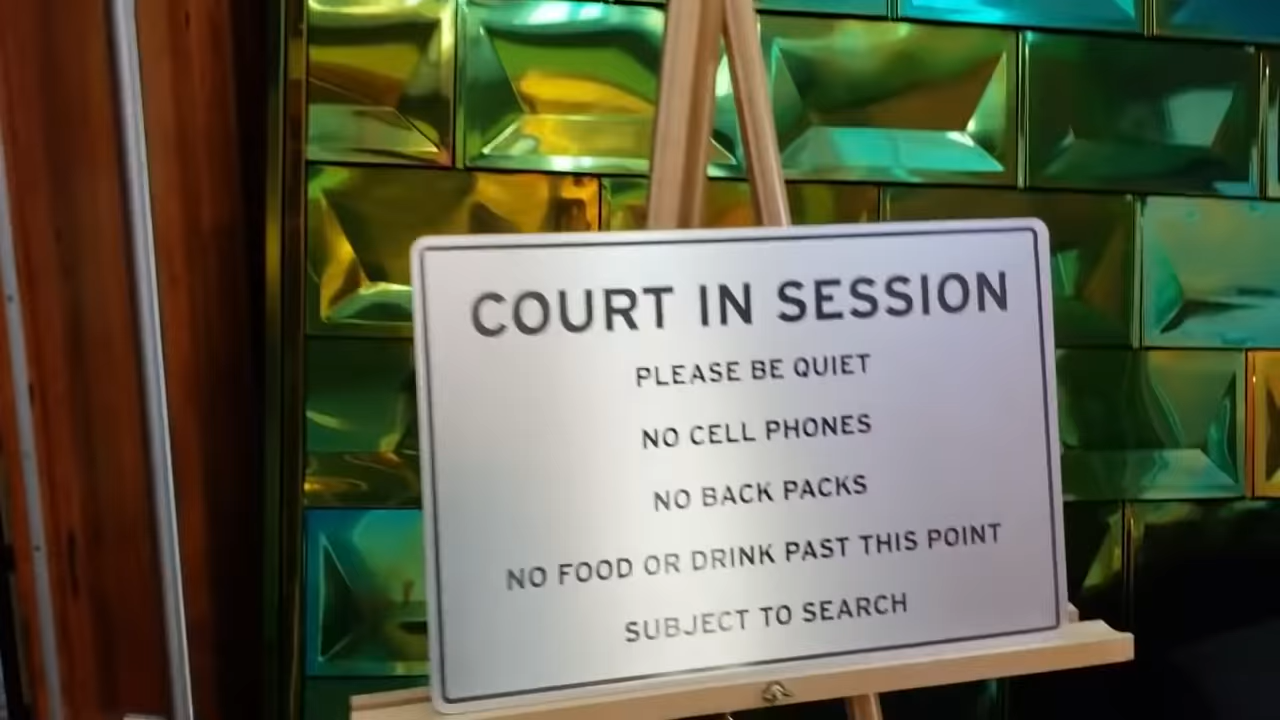 COURT IN SESSION
PLEASE BE QUIET
NO CELL PHONES
NO BACK PACKS
NO FOOD OR DRINK PAST THIS POINT
SUBJECT TO SEARCH